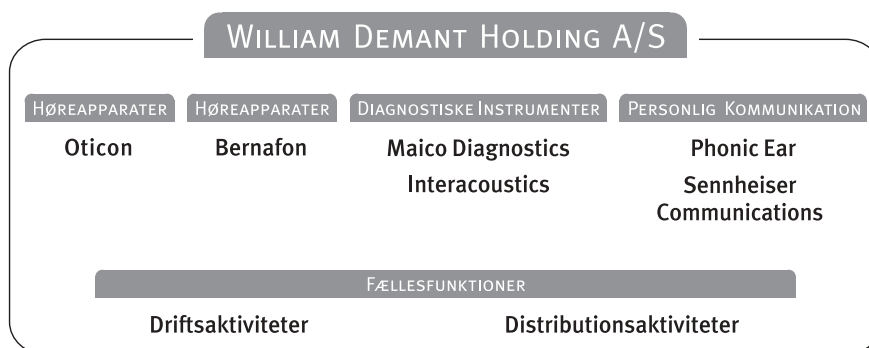 WILLIAM DEMANT HOLDING A/S
HØREAPPARATER
Oticon
HØREAPPARATER
Bernafon
DIAGNOSTISKE INSTRUMENTER
Maico Diagnostics
Interacoustics
PERSONLIG KOMMUNIKATION
Phonic Ear
Sennheiser
Communications
FÆLLESFUNKTIONER
Driftsaktiviteter
Distributionsaktiviteter